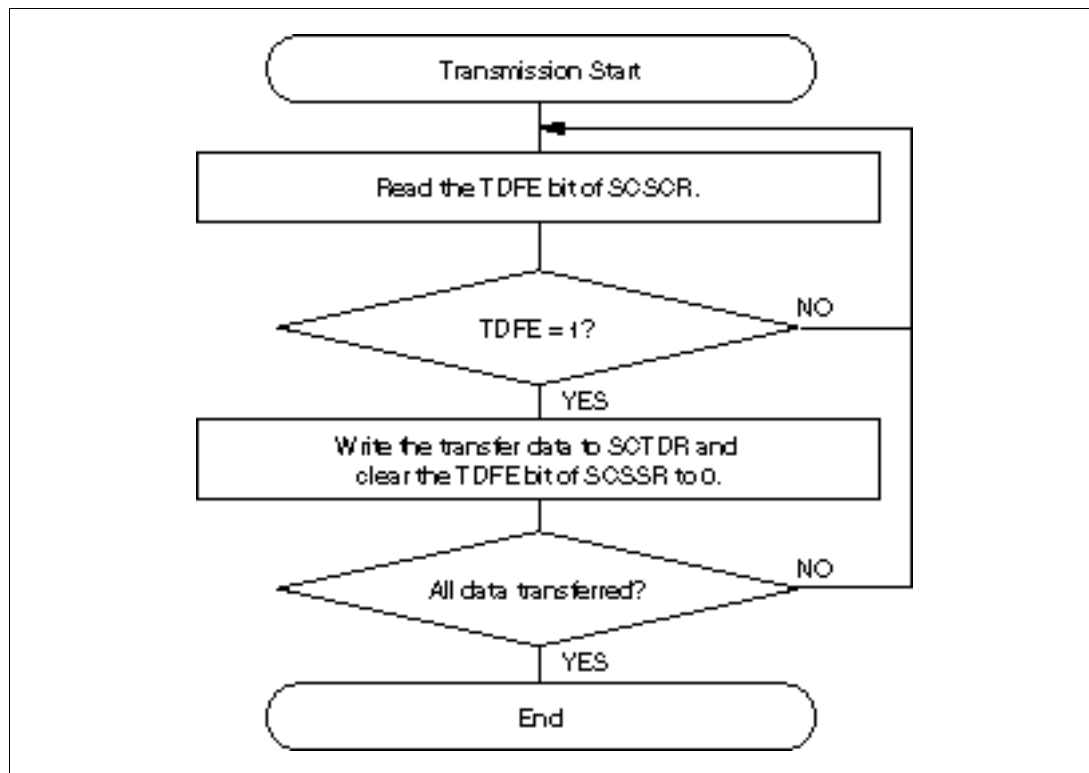 Transmission Start
Read the TDFE bit of SCSCR.
NO
TDFE = 1?
YES
Write the transfer data to SCTDR and
clear the TDFE bit of SCSSR to 0.
NO
All data transferred?
YES
End